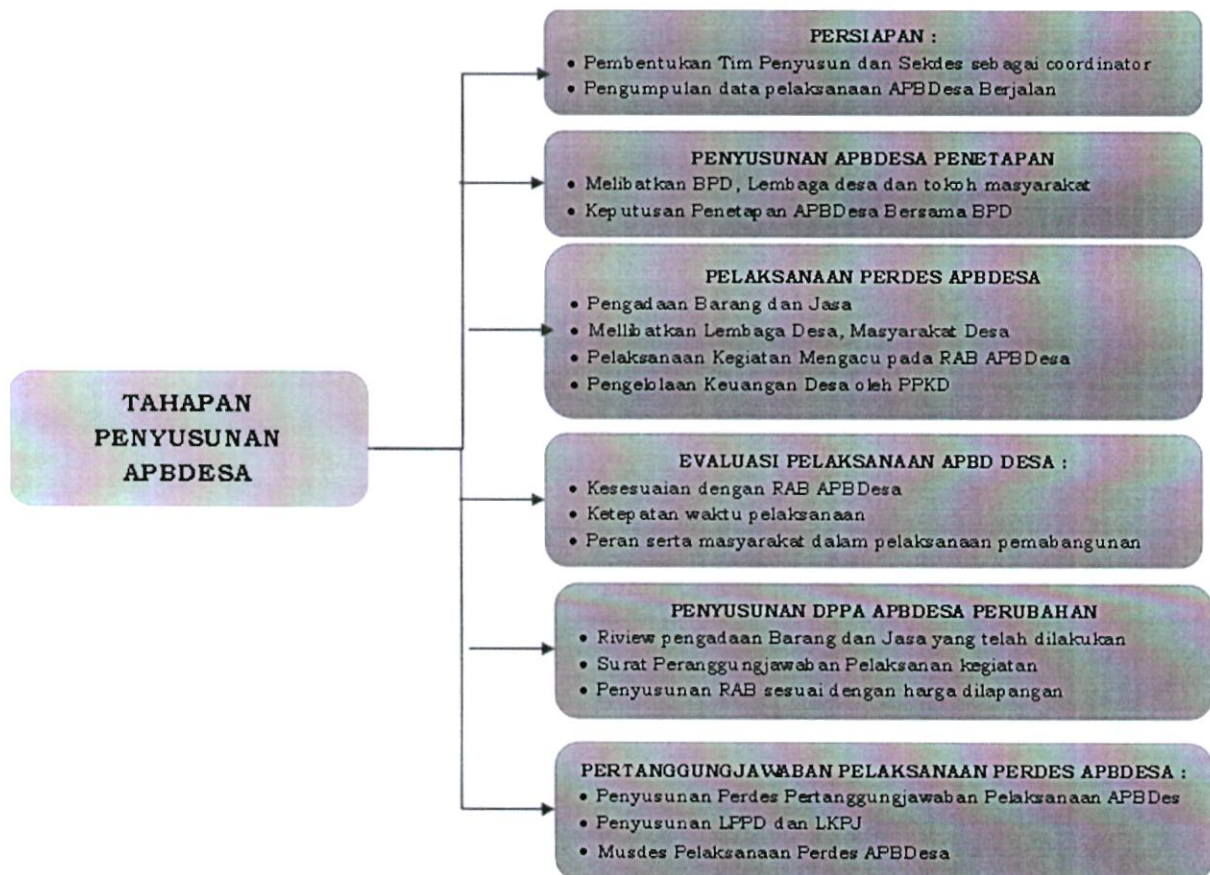 PERSIAPAN :
• Pembentukan Tim Penyusun dan Sekdes sebagai coordinator
• Pengumpulan data pelaksanaan APBDesa Berjalan
PENYUSUNAN APBDESA PENETAPAN
• Melibatkan BPD, Lembaga desa dan tokoh masyarakat
• Keputusan Penetapan APBDesa Bersama BPD
PELAKSANAAN PERDES APBDESA
• Pengadaan Barang dan Jasa
• Mellibatkan Lembaga Desa, Masyarakat Desa
• Pelaksanaan Kegiatan Mengacu pada RAB APBDesa
• Pengelolaan Keuangan Desa oleh PPKD
TAHAPAN
PENYUSUNAN
APBDESA
EVALUASI PELAKSANAAN APBD DESA :
• Kesesuaian dengan RAB APBDesa
• Ketepatan waktu pelaksanaan
• Peran serta masyarakat dalam pelaksanaan pemabangunan
PENYUSUNAN DPPA APBDESA PERUBAHAN
• Riview pengadaan Barang dan Jasa yang telah dilakukan
• Surat Peranggungjawaban Pelaksanan kegiatan
• Penyusunan RAB sesuai dengan harga dilapangan
PERTANGGUNGJAWABAN PELAKSANAAN PERDES APBDESA :
• Penyusunan Perdes Pertanggungjawaban Pelaksanaan APBDes
• Penyusunan LPPD dan LKPJ
• Musdes Pelaksanaan Perdes APBDesa